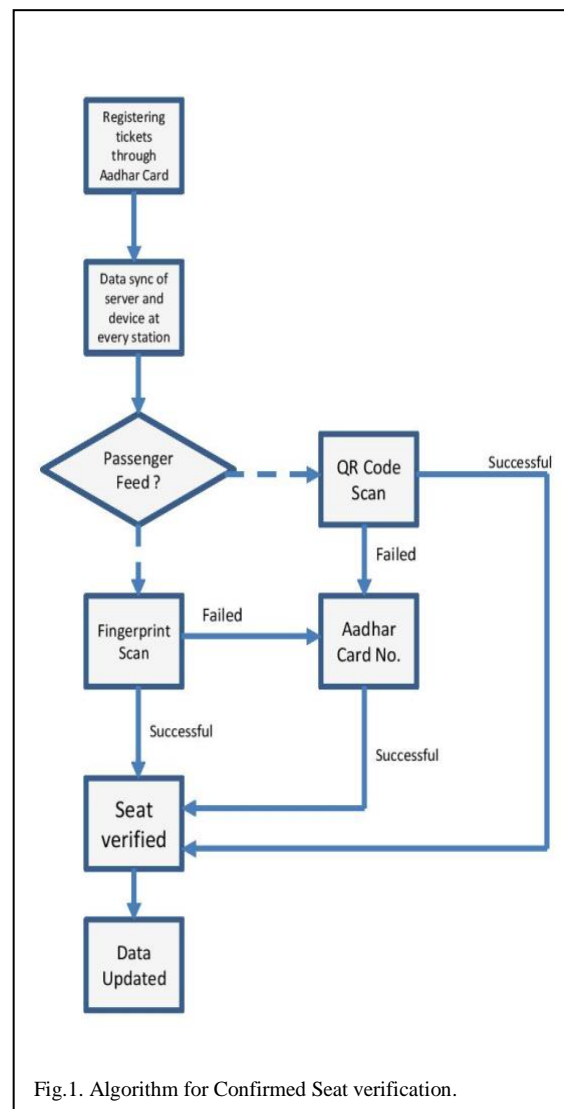 Registering
tickets
through
Aadhar Card
Data sync of
server and
device at
every station
Passenger
Feed ?
QR Code
Scan
Successful
Failed
Fingerprint
Scan
Failed
Aadhar
Card No.
Successful
Successful
Seat
verified
Data
Updated
Fig.1. Algorithm for Confirmed Seat verification.